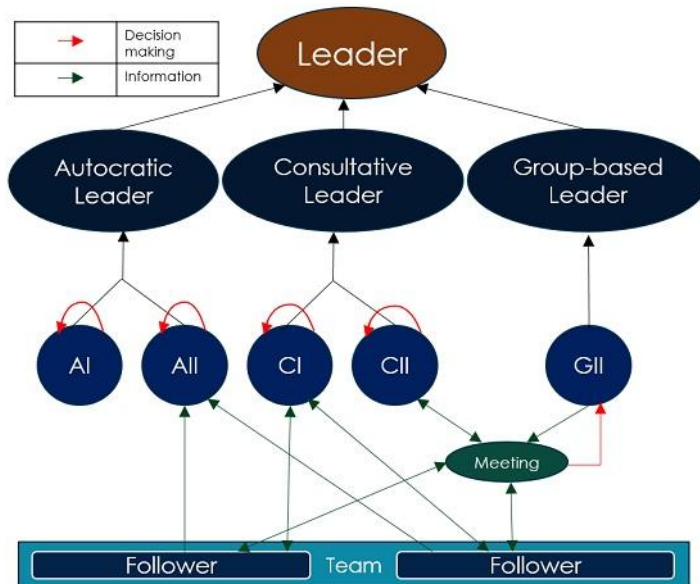 Decision
making
Information
Leader
Autocratic
Leader
Consultative
Leader
Group-based
Leader
AI
AII
CI
CII
GII
Meeting
Follower
Team
Follower